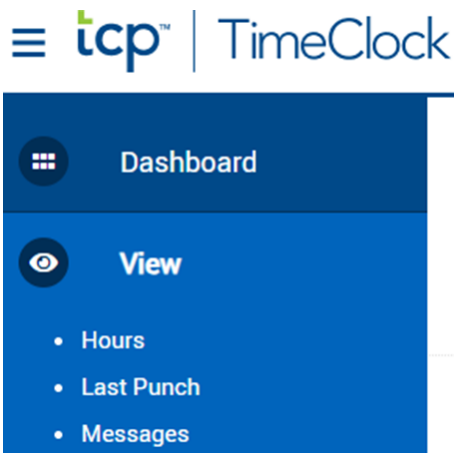 tcp™ | TimeClock
Dashboard
View
• Hours
• Last Punch
• Messages